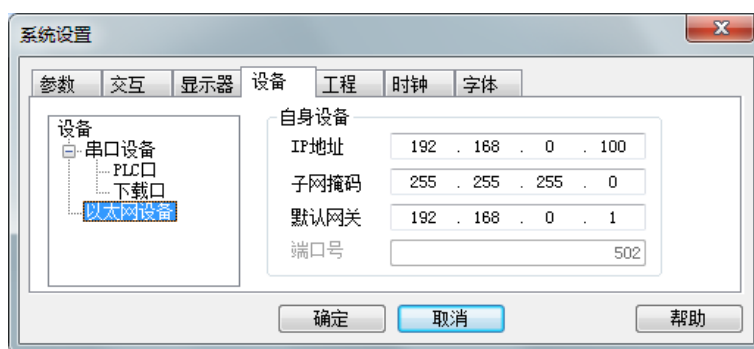 系统设置
参数 交互 显示器 设备 工程 时钟 字体
设备
串口设备
PLC口
下载口
以太网设备
自身设备
IP地址 192 . 168 . 0 . 100
子网掩码 255 . 255 . 255 . 0
默认网关 192 . 168 . 0 . 1
端口号 502
确定 取消 帮助